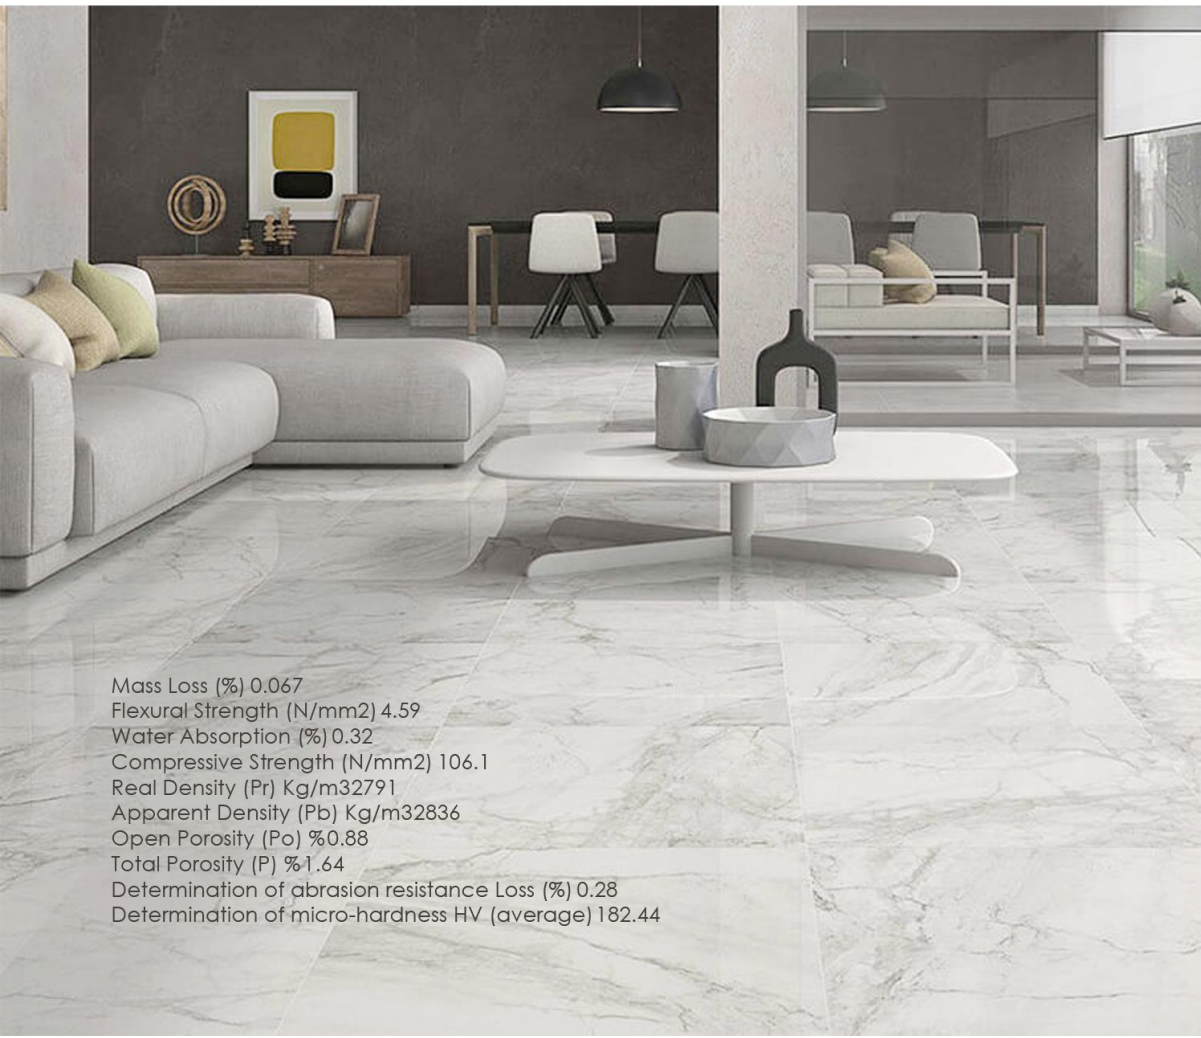 Mass Loss (%) 0.067
Flexural Strength (N/mm2) 4.59
Water Absorption (%) 0.32
Compressive Strength (N/mm2) 106.1
Real Density (Pr) Kg/m32791
Apparent Density (Pb) Kg/m32836
Open Porosity (Po) %0.88
Total Porosity (P) %1.64
Determination of abrasion resistance Loss (%) 0.28
Determination of micro-hardness HV (average) 182.44